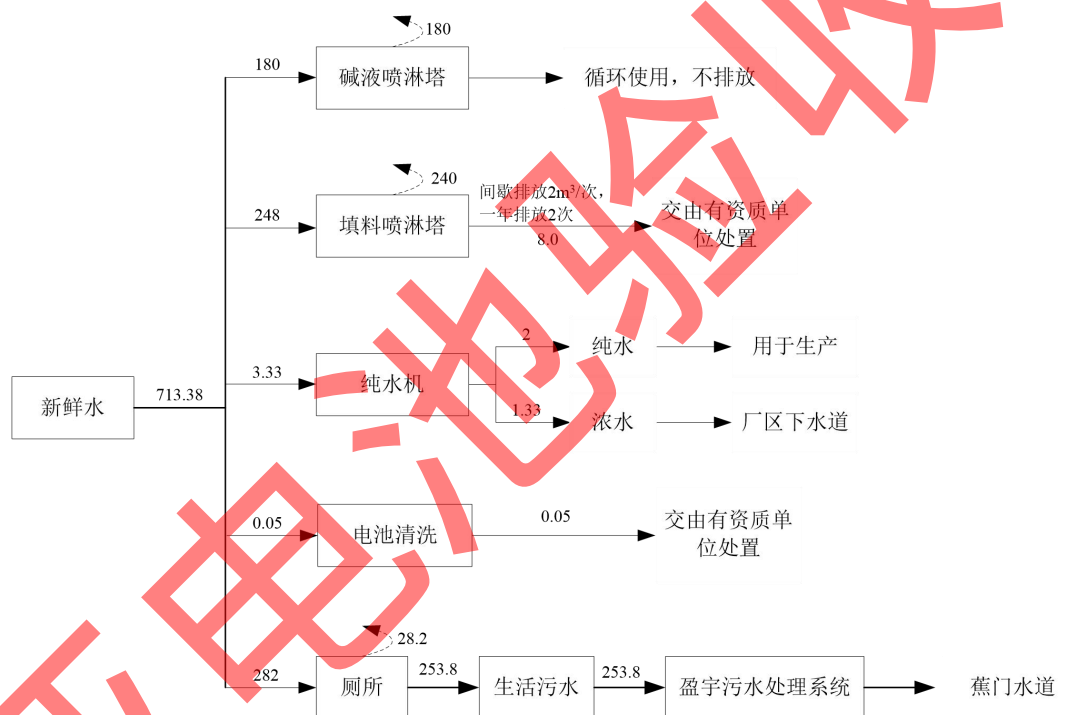 180
180
碱液喷淋塔
循环使用，不排放
240
248
填料喷淋塔
间歇排放2m³/次，
一年排放2次
8.0
交由有资质单
位处置
新鲜水
713.38
3.33
纯水机
2
纯水
用于生产
1.33
浓水
厂区下水道
0.05
电池清洗
0.05
交由有资质单
位处置
28.2
282
厕所
253.8
生活污水
253.8
盈宇污水处理系统
蕉门水道
电池验收